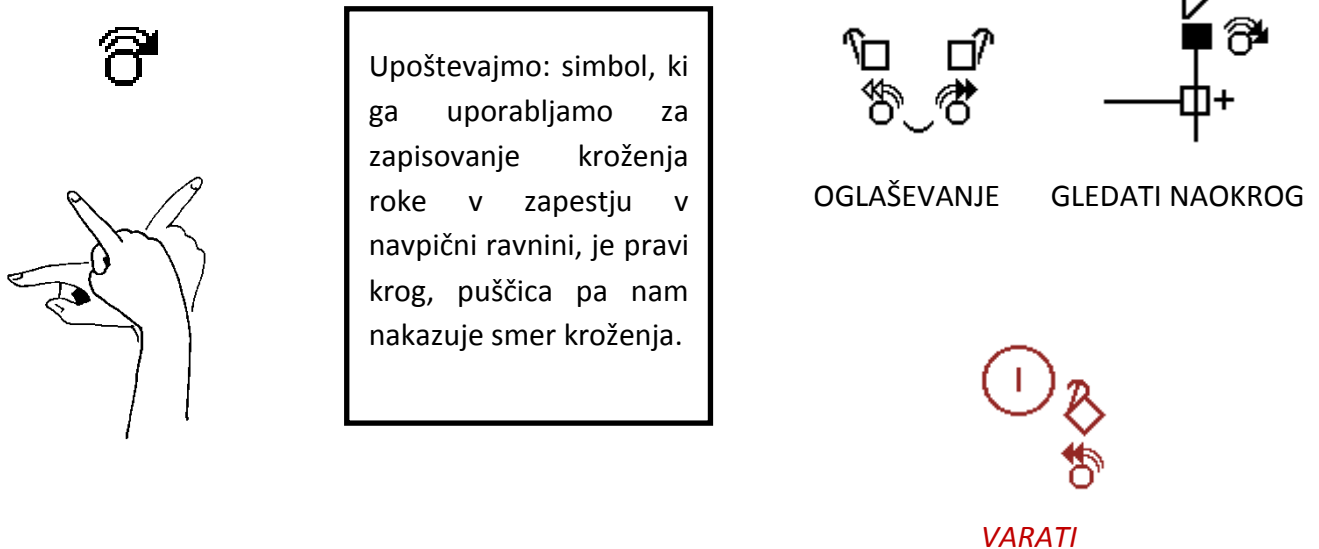 Upoštevajmo: simbol, ki
ga uporabljamo za
zapisovanje kroženja
roke v zapestju v
navpični ravnini, je pravi
krog, puščica pa nam
nakazuje smer kroženja.
OGLAŠEVANJE GLEDATI NAOKROG
VARATI